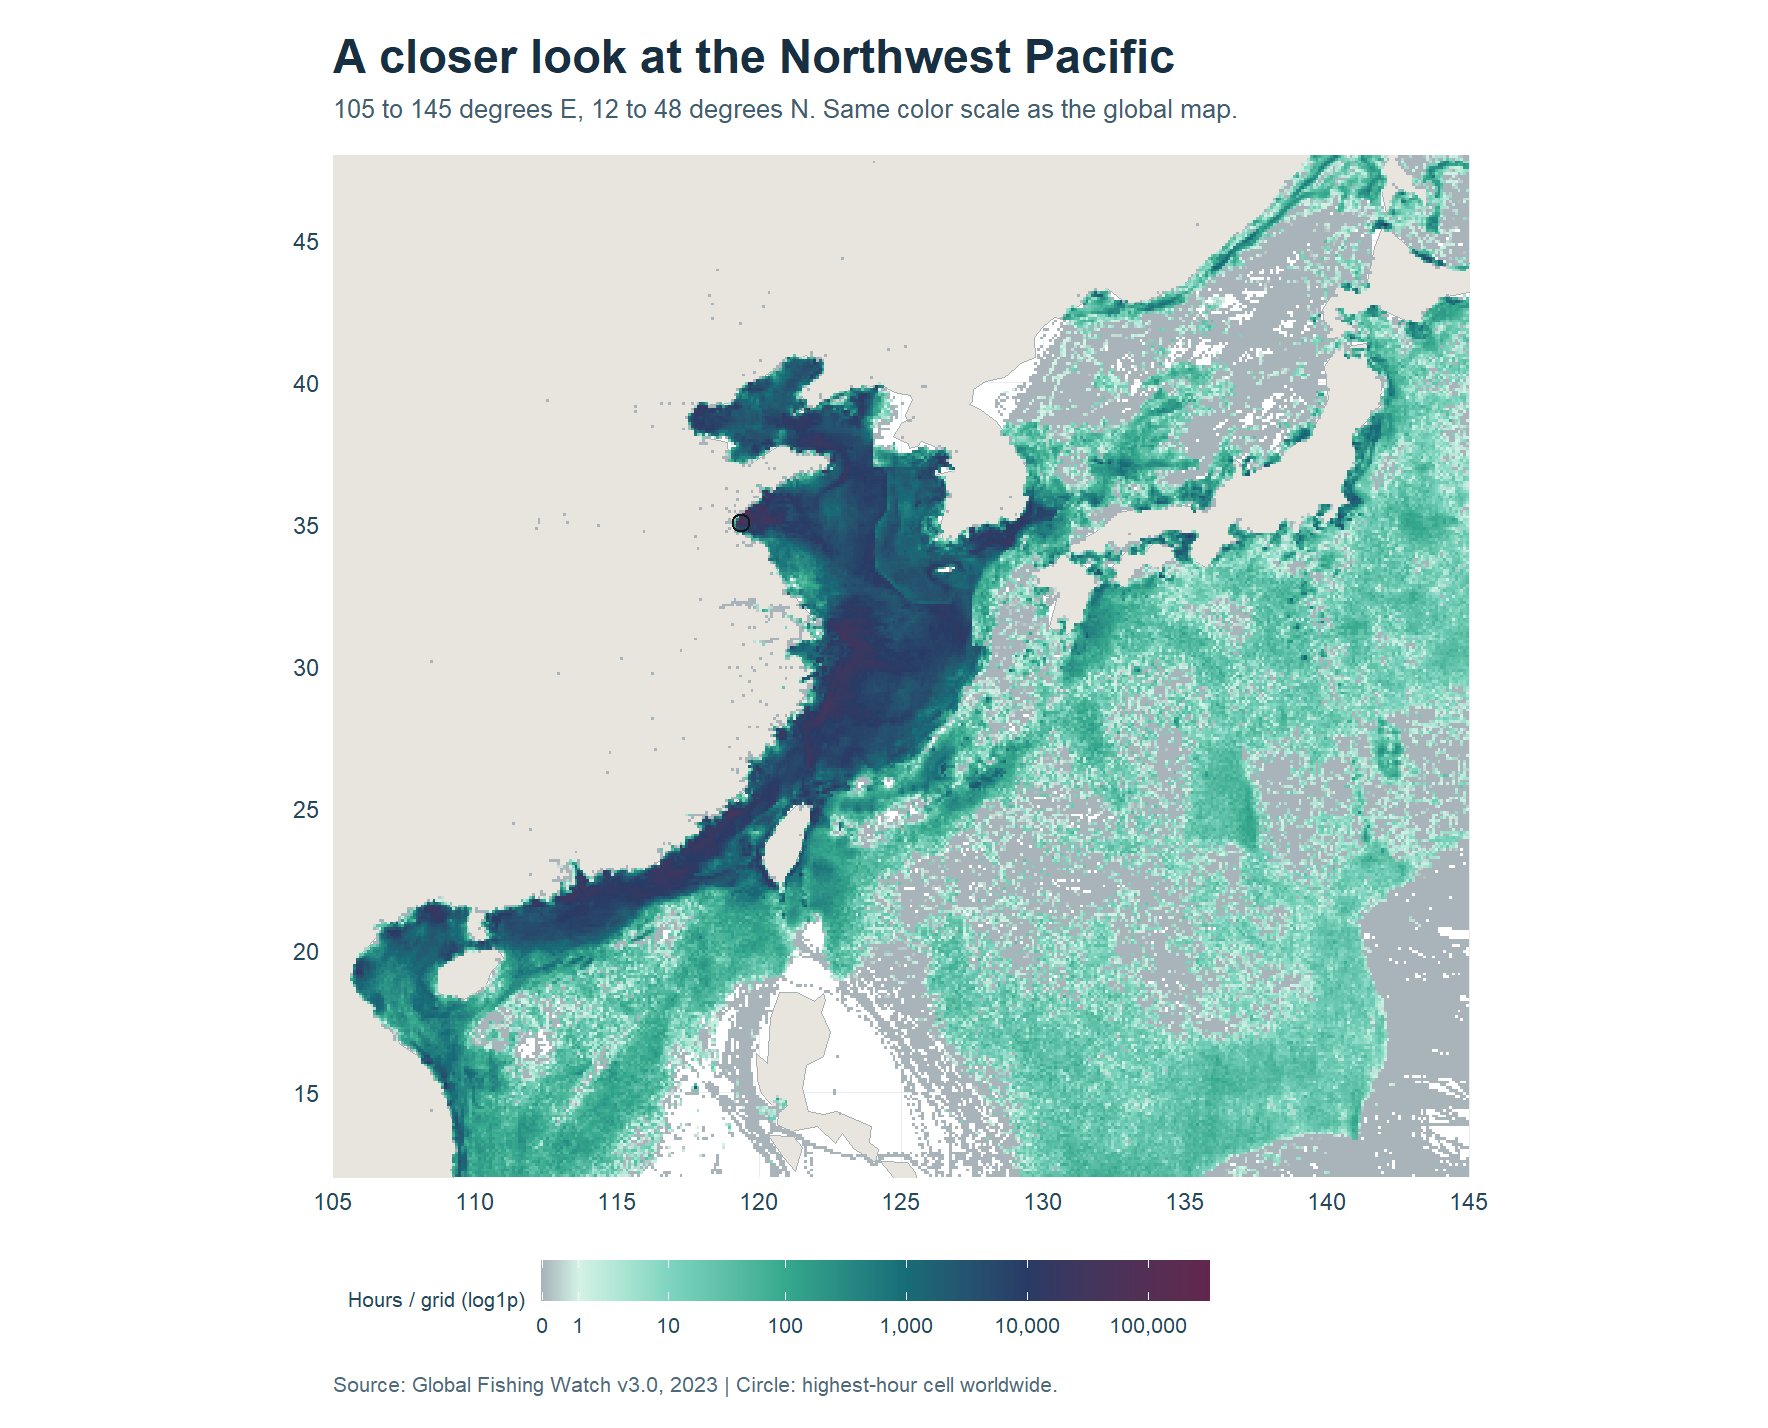 A closer look at the Northwest Pacific
105 to 145 degrees E, 12 to 48 degrees N. Same color scale as the global map.
45
40
35
30
25
20
15
105 110 115 120 125 130 135 140 145
Hours / grid (log1p)
0 1 10 100 1,000 10,000 100,000
Source: Global Fishing Watch v3.0, 2023 | Circle: highest-hour cell worldwide.